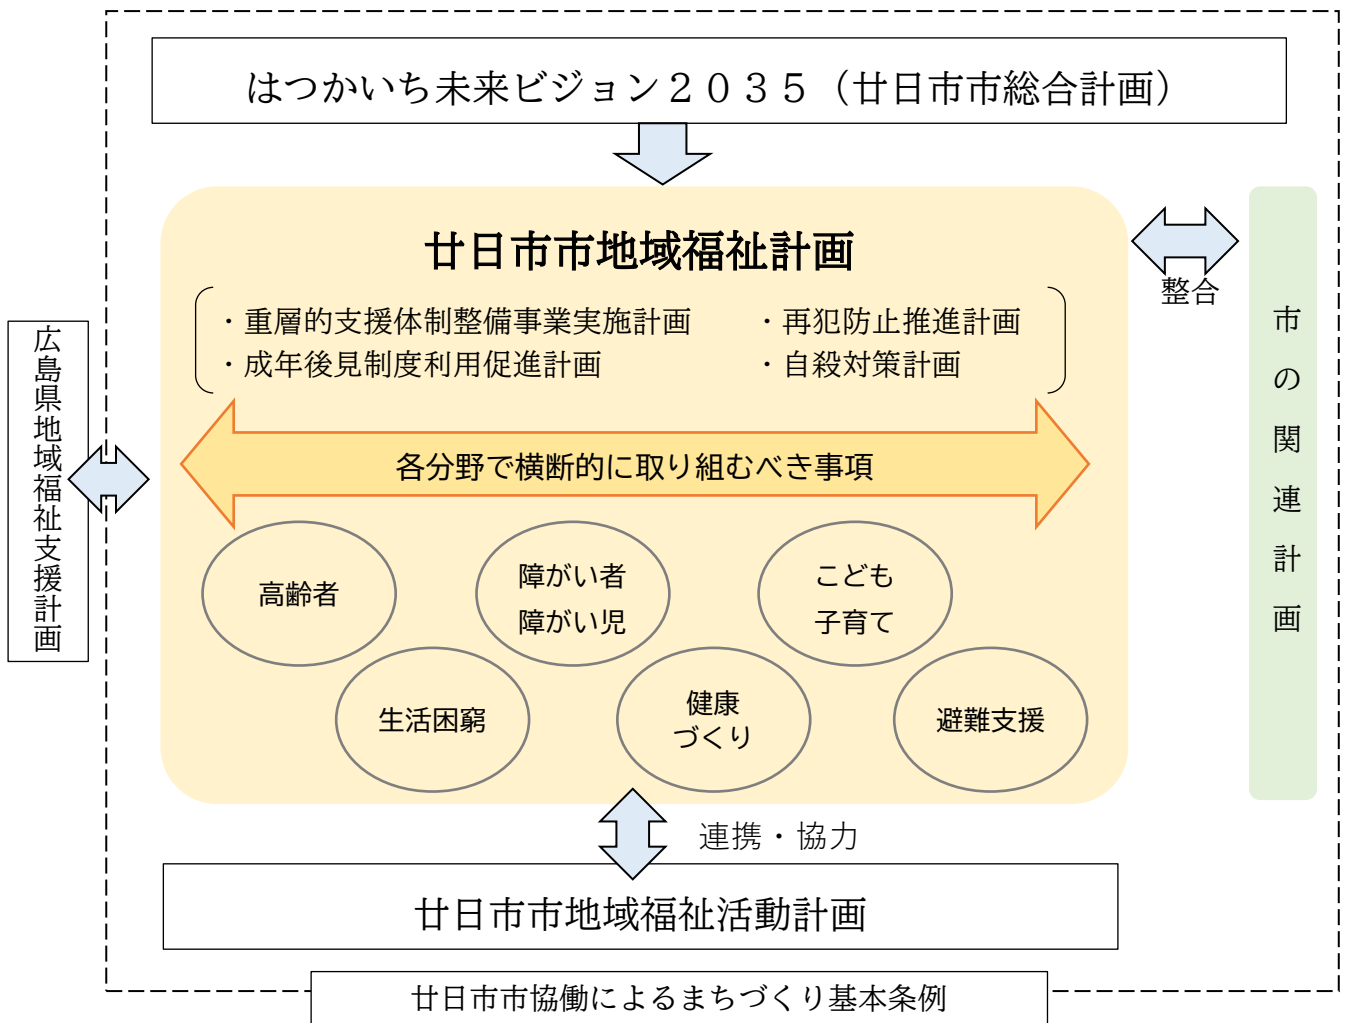 はつかいち未来ビジョン２０３５（廿日市市総合計画）
廿日市市地域福祉計画
・重層的支援体制整備事業実施計画
・再犯防止推進計画
・成年後見制度利用促進計画
・自殺対策計画
整合
市の関連計画
広島県地域福祉支援計画
各分野で横断的に取り組むべき事項
高齢者
障がい者
障がい児
こども
子育て
生活困窮
健康
づくり
避難支援
連携・協力
廿日市市地域福祉活動計画
廿日市市協働によるまちづくり基本条例